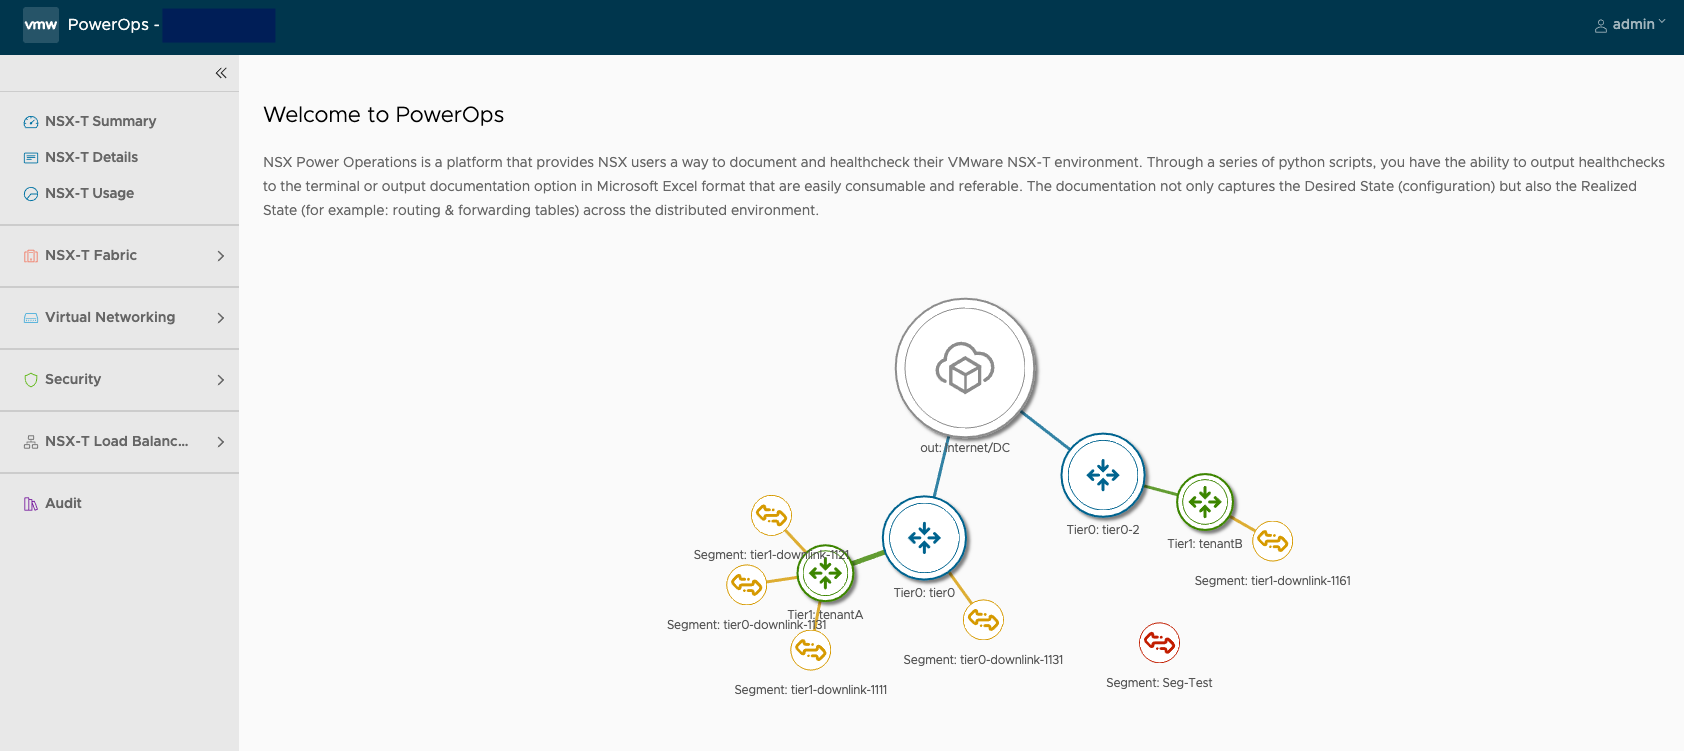 vmw PowerOps -
admin
NSX-T Summary
NSX-T Details
NSX-T Usage
NSX-T Fabric
Virtual Networking
Security
NSX-T Load Balanc...
Audit
Welcome to PowerOps
NSX Power Operations is a platform that provides NSX users a way to document and healthcheck their VMware NSX-T environment. Through a series of python scripts, you have the ability to output healthchecks
to the terminal or output documentation option in Microsoft Excel format that are easily consumable and referable. The documentation not only captures the Desired State (configuration) but also the Realized
State (for example: routing & forwarding tables) across the distributed environment.
out: Internet/DC
Tier0: tier0-2
Tier1: tenantB
Segment: tier1-downlink-1121
Segment: tier1-downlink-1161
Tier0: tier0
Tier1: tenantA
Segment: tier0-downlink-1131
Segment: tier0-downlink-1131
Segment: Seg-Test
Segment: tier1-downlink-1111